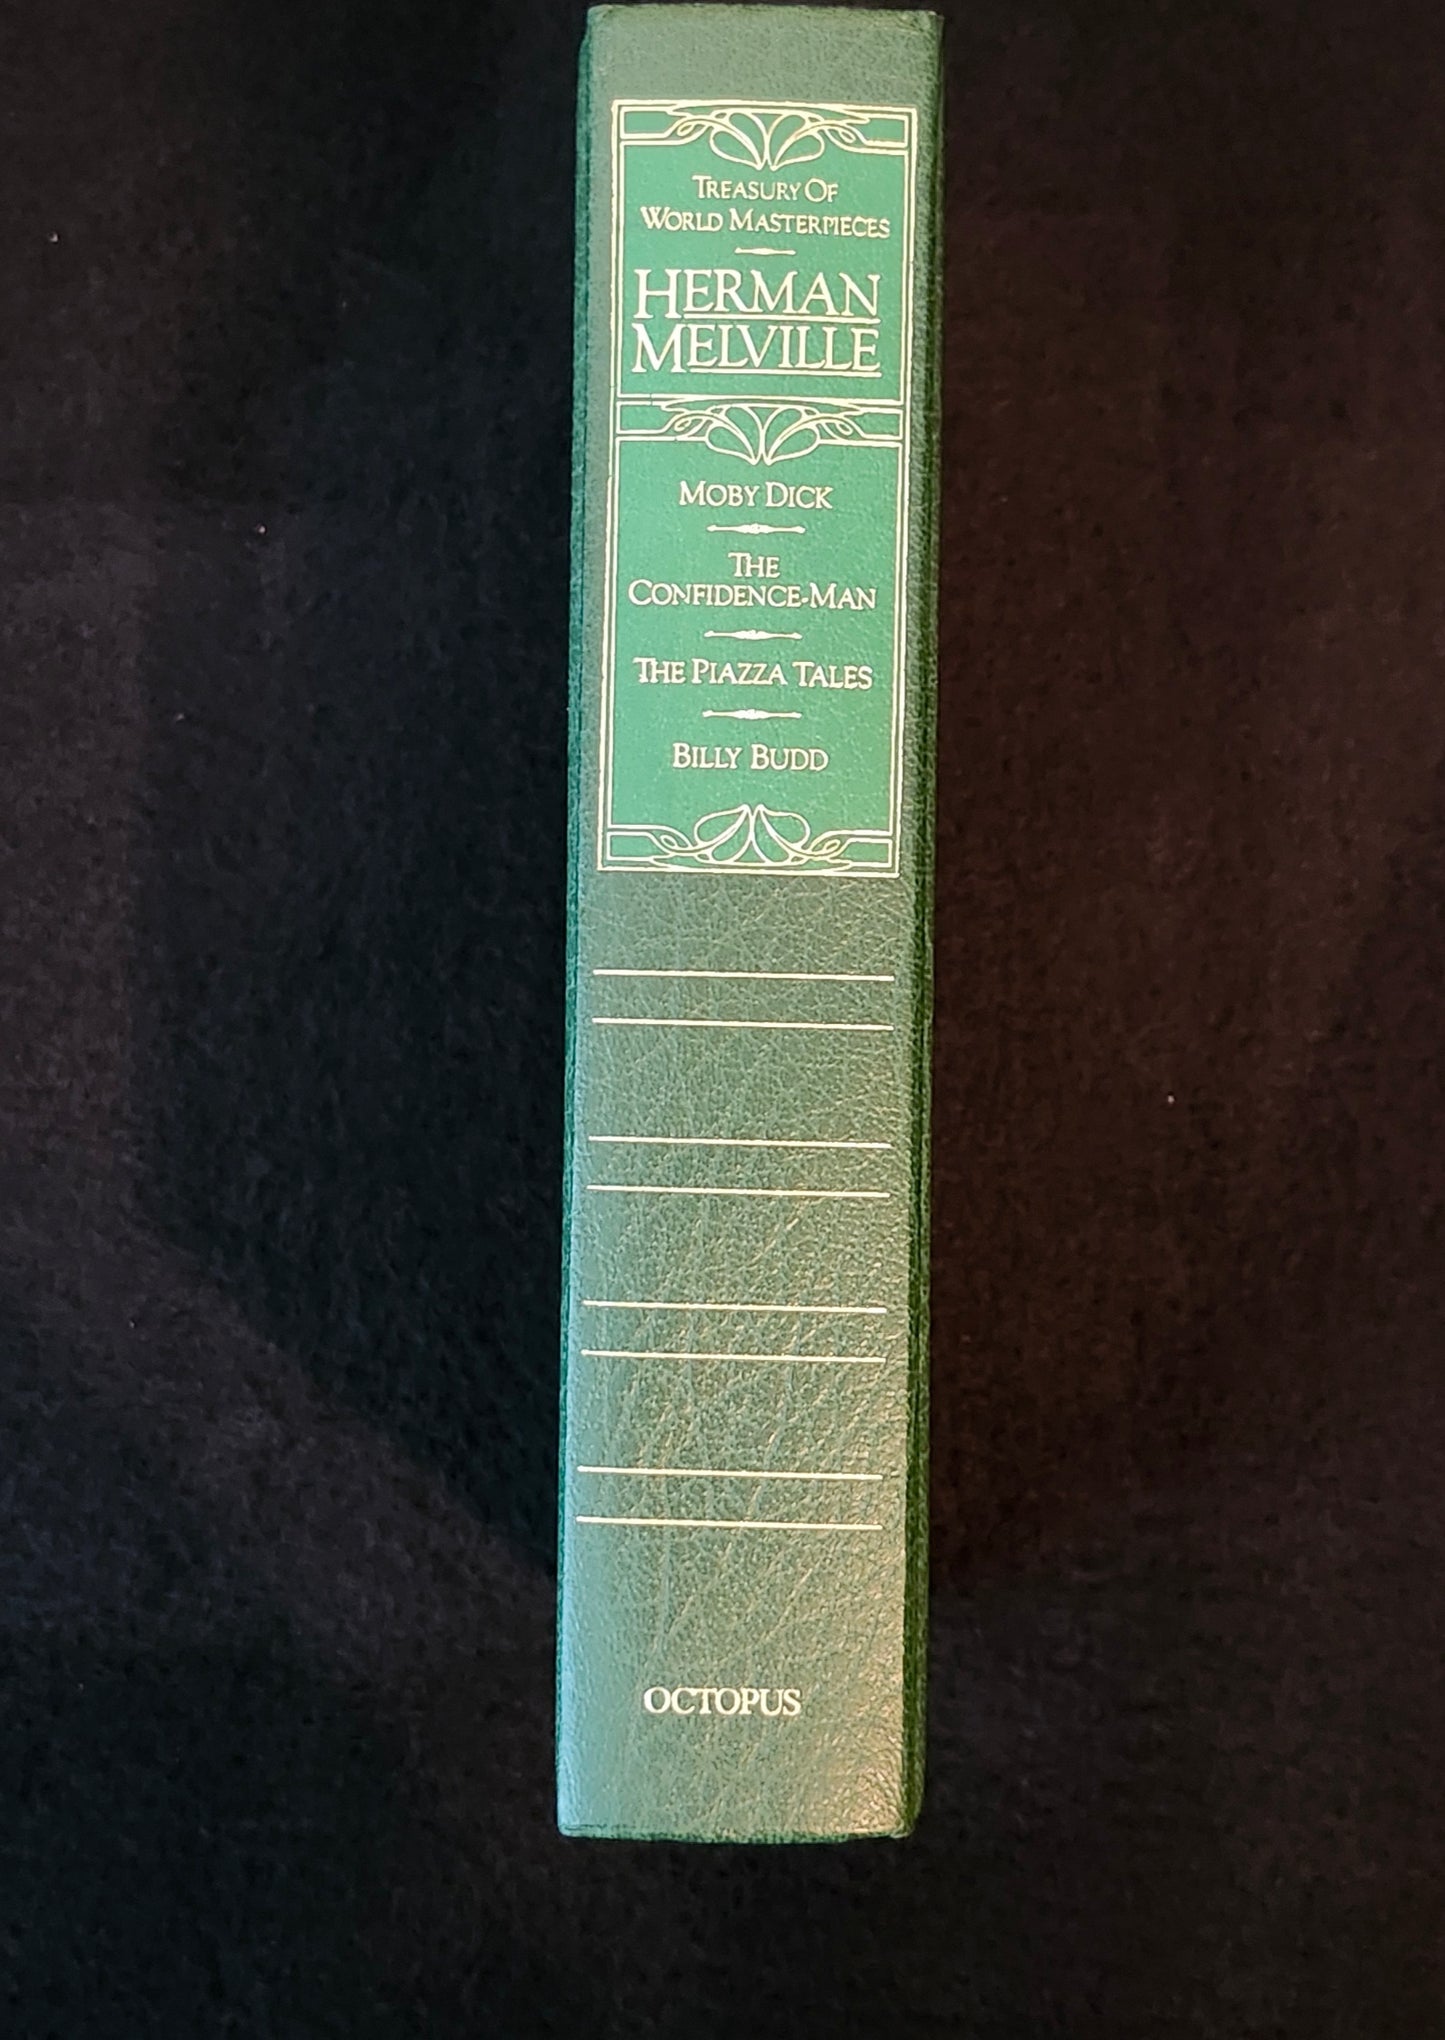 TREASURY OF
WORLD MASTERPIECES
HERMAN
MELVILLE
MOBY DICK
THE
CONFIDENCE-MAN
THE PIAZZA TALES
BILLY BUDD
OCTOPUS